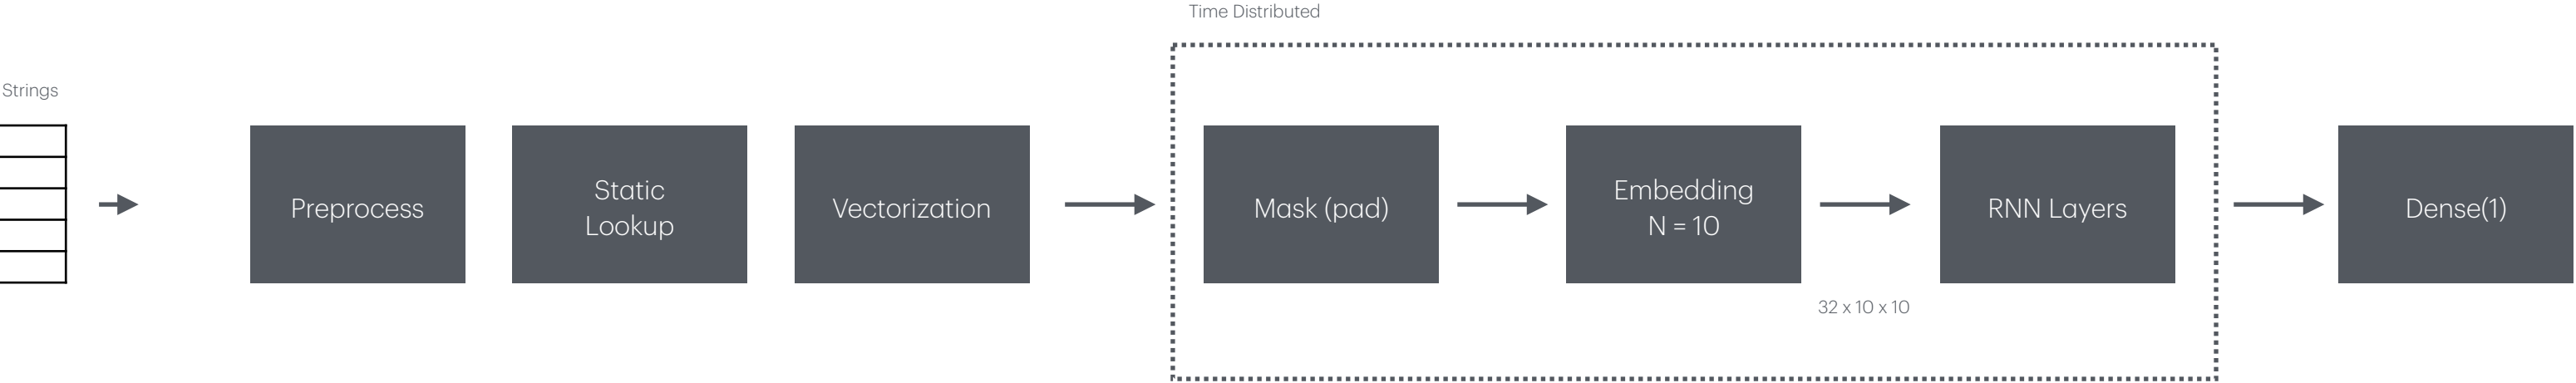 Time Distributed
Strings
Preprocess
Static
Lookup
Vectorization
Mask (pad)
Embedding
N = 10
RNN Layers
Dense(1)
32 x 10 x 10